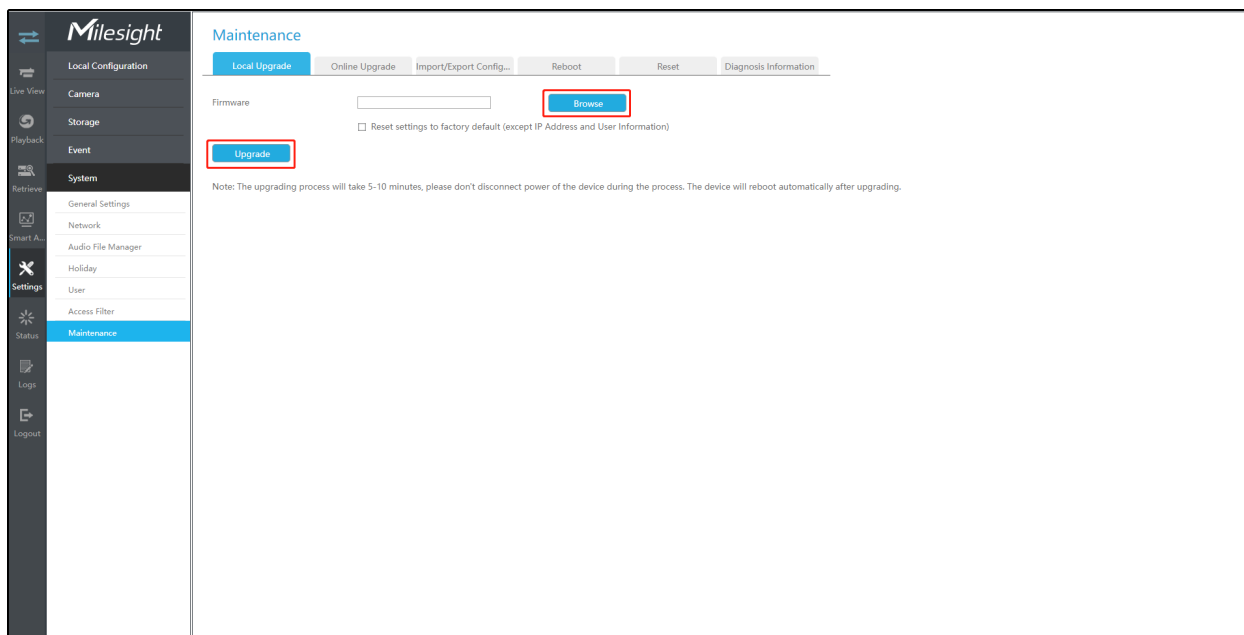 Milesight
Live View
Playback
Retrieve
Smart A...
Settings
Status
Logs
Logout
Local Configuration
Camera
Storage
Event
System
General Settings
Network
Audio File Manager
Holiday
User
Access Filter
Maintenance
Maintenance
Local Upgrade Online Upgrade Import/Export Config... Reboot Reset Diagnosis Information
Firmware Browse
Reset settings to factory default (except IP Address and User Information)
Upgrade
Note: The upgrading process will take 5-10 minutes, please don't disconnect power of the device during the process. The device will reboot automatically after upgrading.